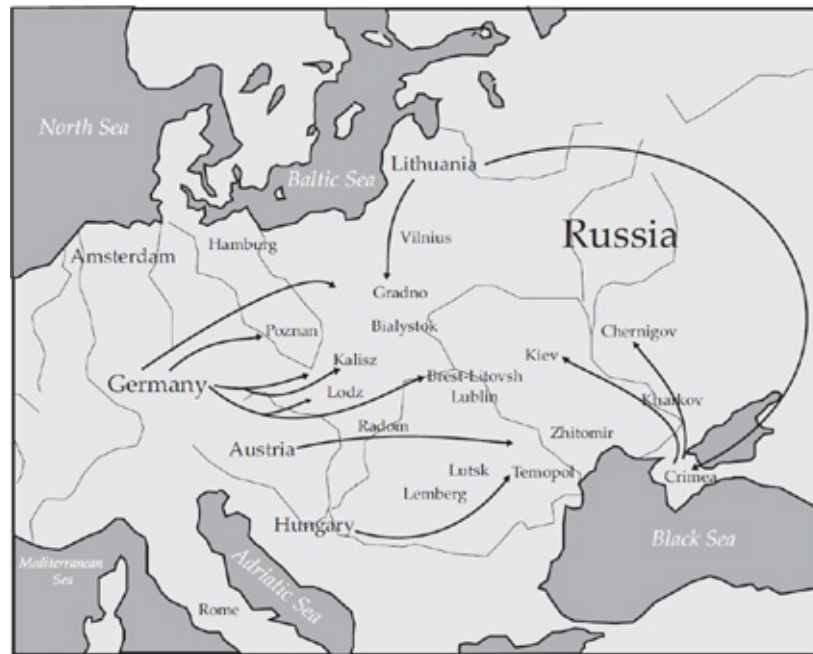 North Sea
Baltic Sea
Lithuania
Russia
Vilnius
Hamburg
Amsterdam
Gradno
Bialystok
Poznan
Chernigov
Kiev
Kalisz
Germany
Brest-Litovsh
Lodz
Lublin
Kharkov
Radom
Zhitomir
Austria
Lutsk
Temopol
Crimea
Lemberg
Hungary
Black Sea
Mediterranean
Sea
Adriatic Sea
Rome